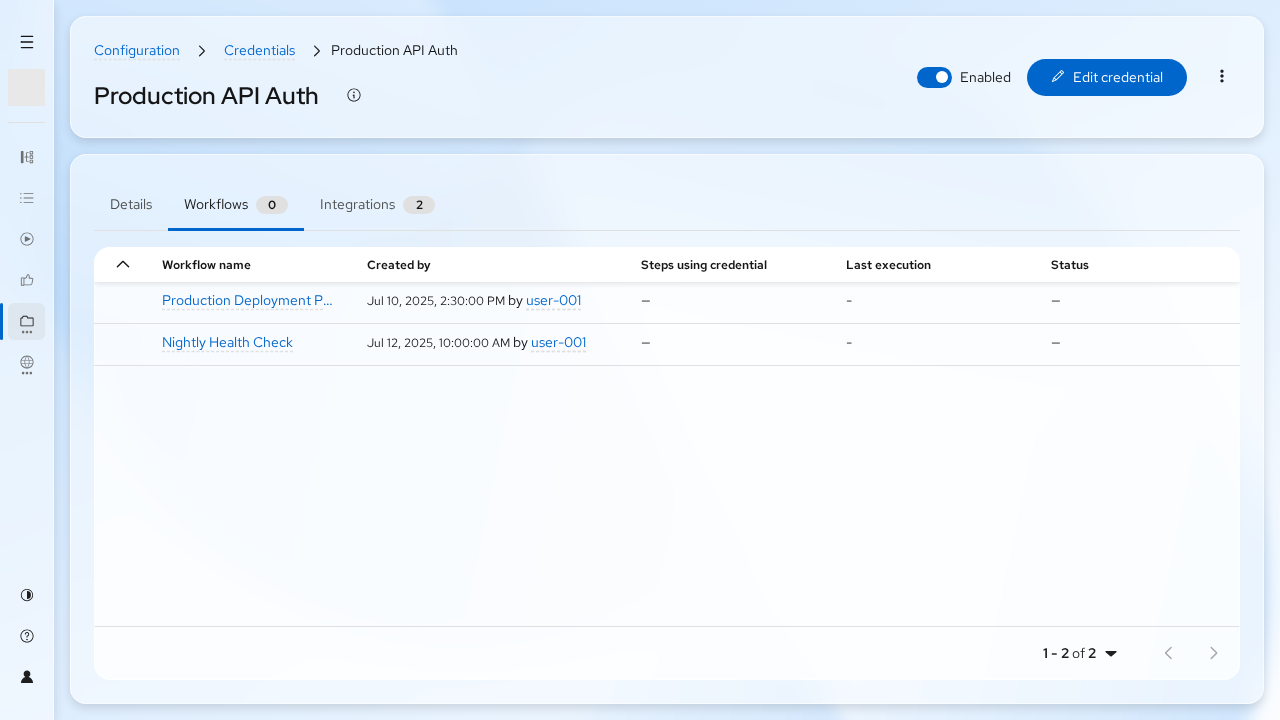 Configuration
Credentials
Production API Auth
Production API Auth
Enabled
Edit credential
Details
Workflows 0
Integrations 2
Workflow name Created by Steps using credential Last execution Status
Production Deployment P... Jul 10, 2025, 2:30:00 PM by user-001 — - —
Nightly Health Check Jul 12, 2025, 10:00:00 AM by user-001 — - —
1 - 2 of 2